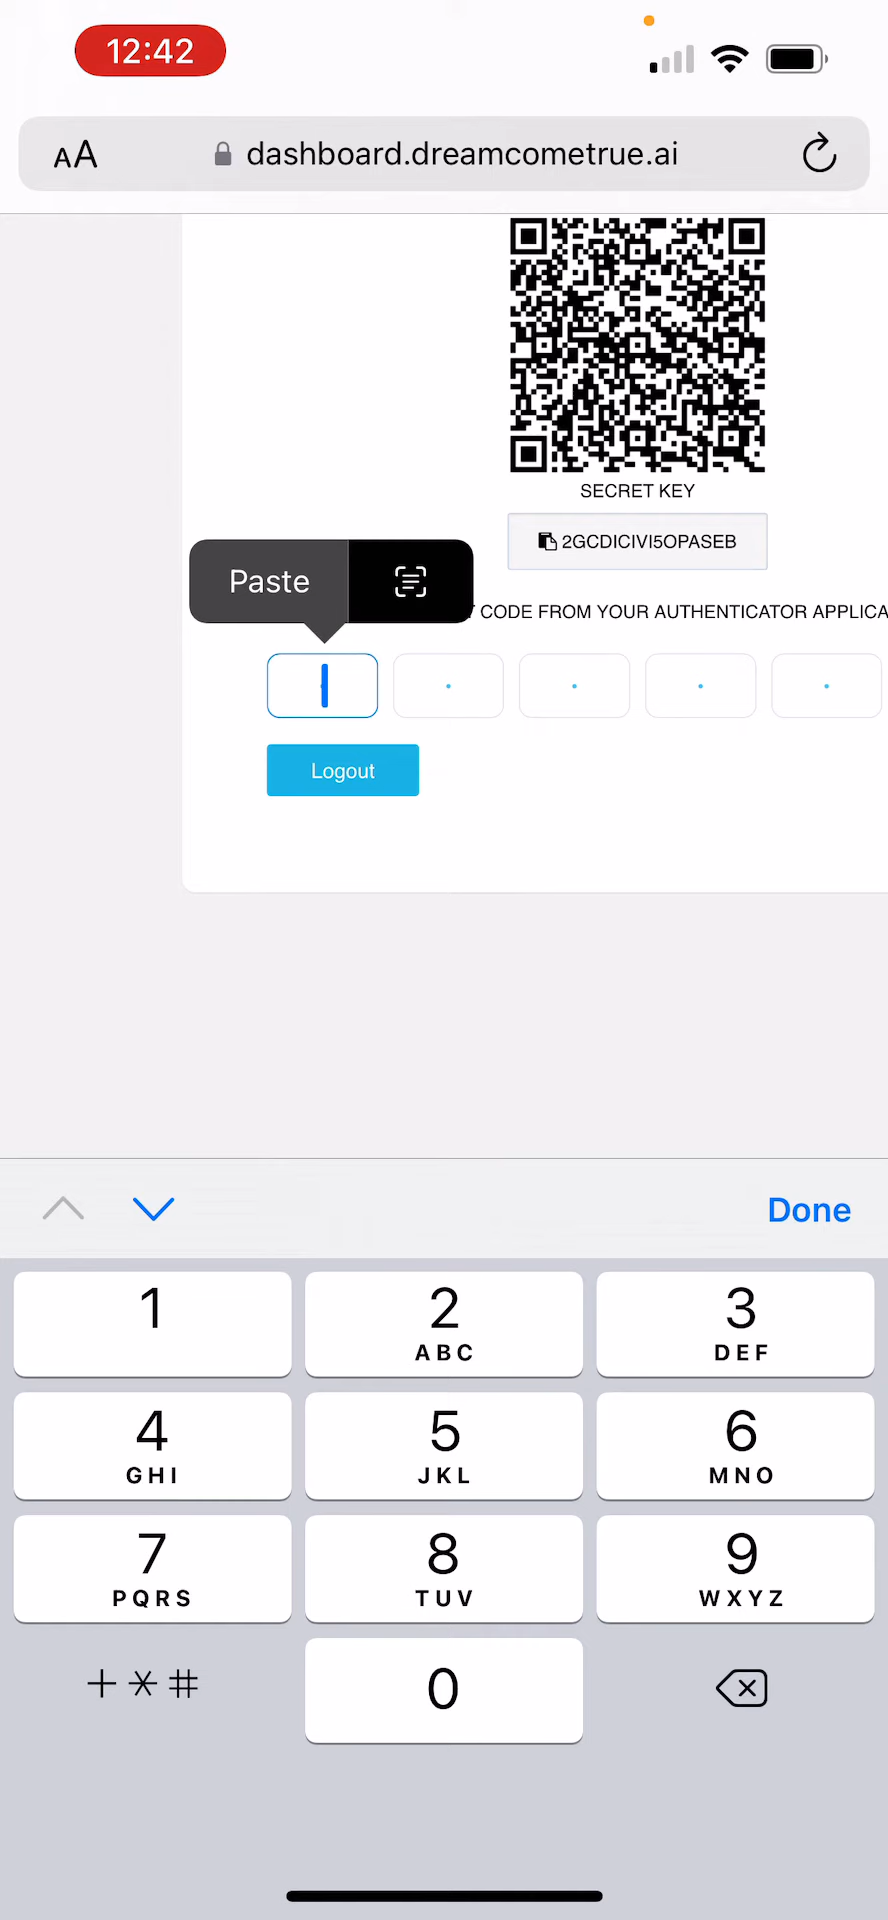 12:42
AA dashboard.dreamcometrue.ai
SECRET KEY
2GCDICIVI5OPASEB
Paste
CODE FROM YOUR AUTHENTICATOR
Logout
Done
1
2
ABC
3
DEF
4
GHI
5
JKL
6
MNO
7
PQRS
8
TUV
9
WXYZ
+*#
0